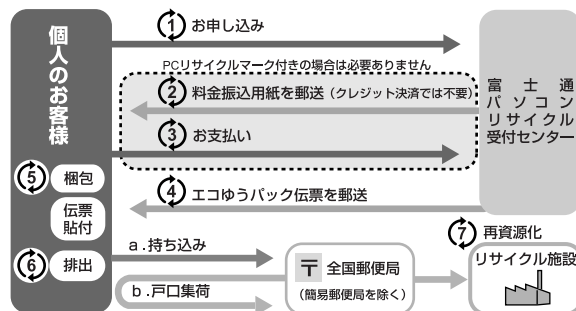 個人のお客様
① お申し込み
PCリサイクルマーク付きの場合は必要ありません
② 料金振込用紙を郵送（クレジット決済では不要）
③ お支払い
富士通
パソコン
リサイクル
受付センター
④ エコゆうパック伝票を郵送
⑤ 梱包
伝票
貼付
⑥ 排出
a.持ち込み
b.戸口集荷
〒 全国郵便局
（簡易郵便局を除く）
⑦ 再資源化
リサイクル施設